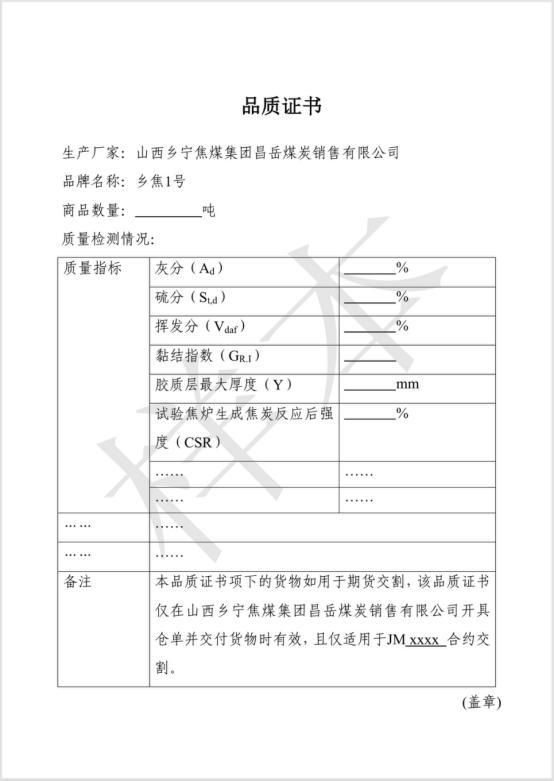 品质证书
生产厂家：山西乡宁焦煤集团昌岳煤炭销售有限公司
品牌名称：乡焦1号
商品数量：________吨
质量检测情况：
质量指标 灰分（Ad） ______%
硫分（St,d） ______%
挥发分（Vdaf） ______%
黏结指数（GR.I） ______
胶质层最大厚度（Y） ______mm
试验焦炉生成焦炭反应后强 ______%
度（CSR）
…… ……
…… ……
…… ……
…… ……
备注 本品质证书项下的货物如用于期货交割，该品质证书
仅在山西乡宁焦煤集团昌岳煤炭销售有限公司开具
仓单并交付货物时有效，且仅适用于JM xxxx 合约交
割。
(盖章)
样本